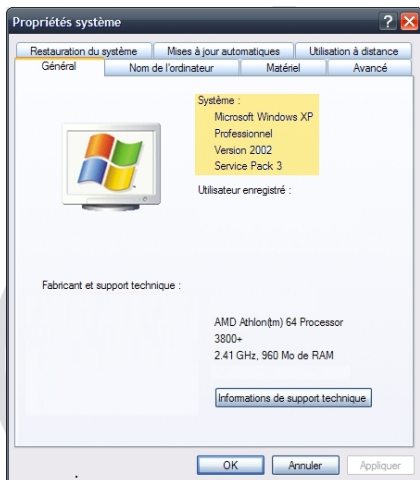 Propriétés système
Restauration du système
Mises à jour automatiques
Utilisation à distance
Général
Nom de l'ordinateur
Matériel
Avancé
Système :
Microsoft Windows XP
Professionnel
Version 2002
Service Pack 3
Utilisateur enregistré :
Fabricant et support technique :
AMD Athlon(tm) 64 Processor
3800+
2.41 GHz, 960 Mo de RAM
Informations de support technique
OK
Annuler
Appliquer